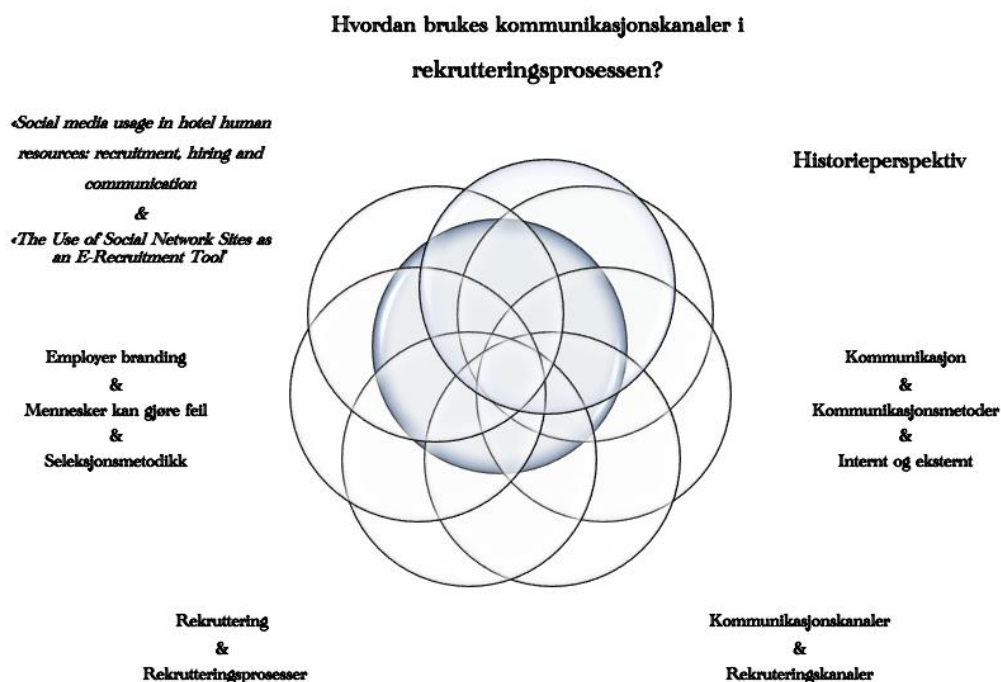 Hvordan brukes kommunikasjonskanaler i
rekrutteringsprosessen?
«Social media usage in hotel human
resources: recruitment, hiring and
communication
&
«The Use of Social Network Sites as
an E-Recruitment Tool'
Historieperspektiv
Employer branding
&
Mennesker kan gjøre feil
&
Seleksjonsmetodikk
Kommunikasjon
&
Kommunikasjonsmetoder
&
Internt og eksternt
Rekruttering
&
Rekrutteringsprosesser
Kommunikasjonskanaler
&
Rekruteringskanaler